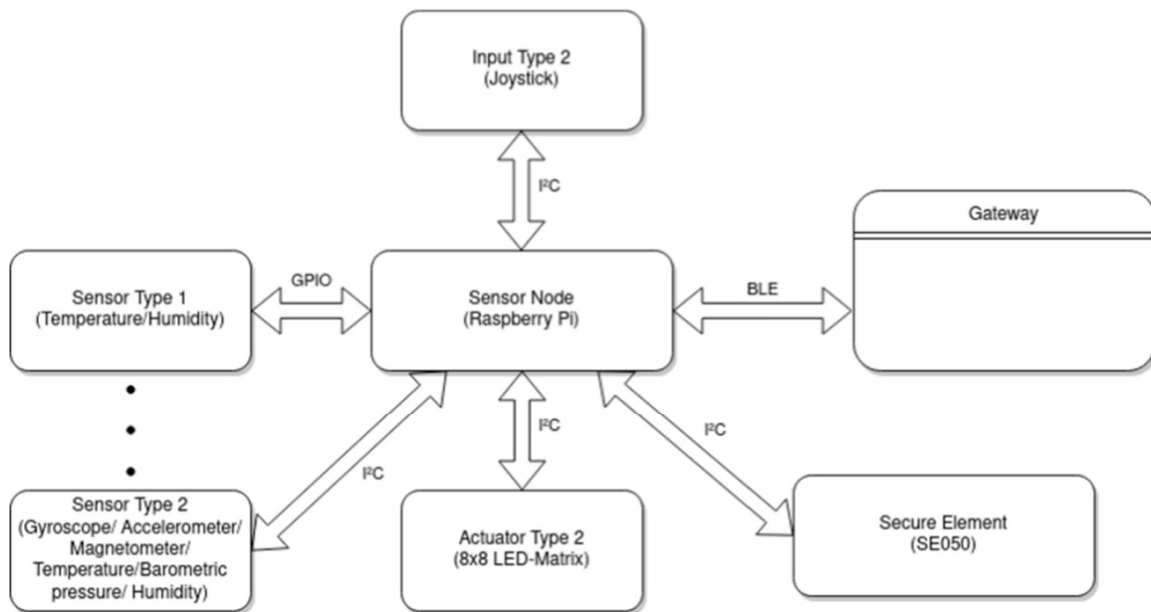 Input Type 2
(Joystick)
I²C
Gateway
Sensor Type 1
(Temperature/Humidity)
GPIO
Sensor Node
(Raspberry Pi)
BLE
I²C
I²C
I²C
Sensor Type 2
(Gyroscope/ Accelerometer/
Magnetometer/
Temperature/Barometric
pressure/ Humidity)
Actuator Type 2
(8x8 LED-Matrix)
Secure Element
(SE050)